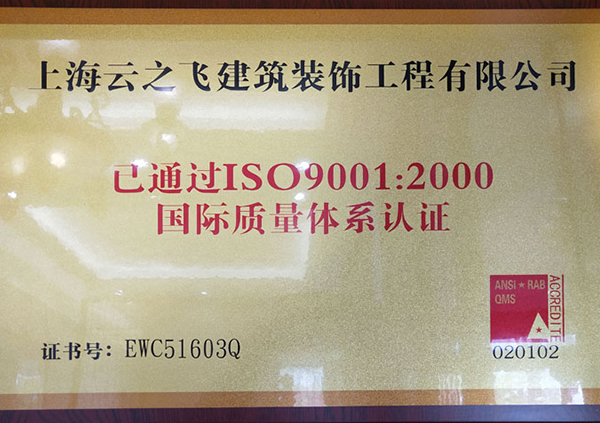 上海云之飞建筑装饰工程有限公司
已通过ISO9001:2000
国际质量体系认证
ANSI★RAB
QMS
ACCREDITE
证书号：EWC51603Q
020102